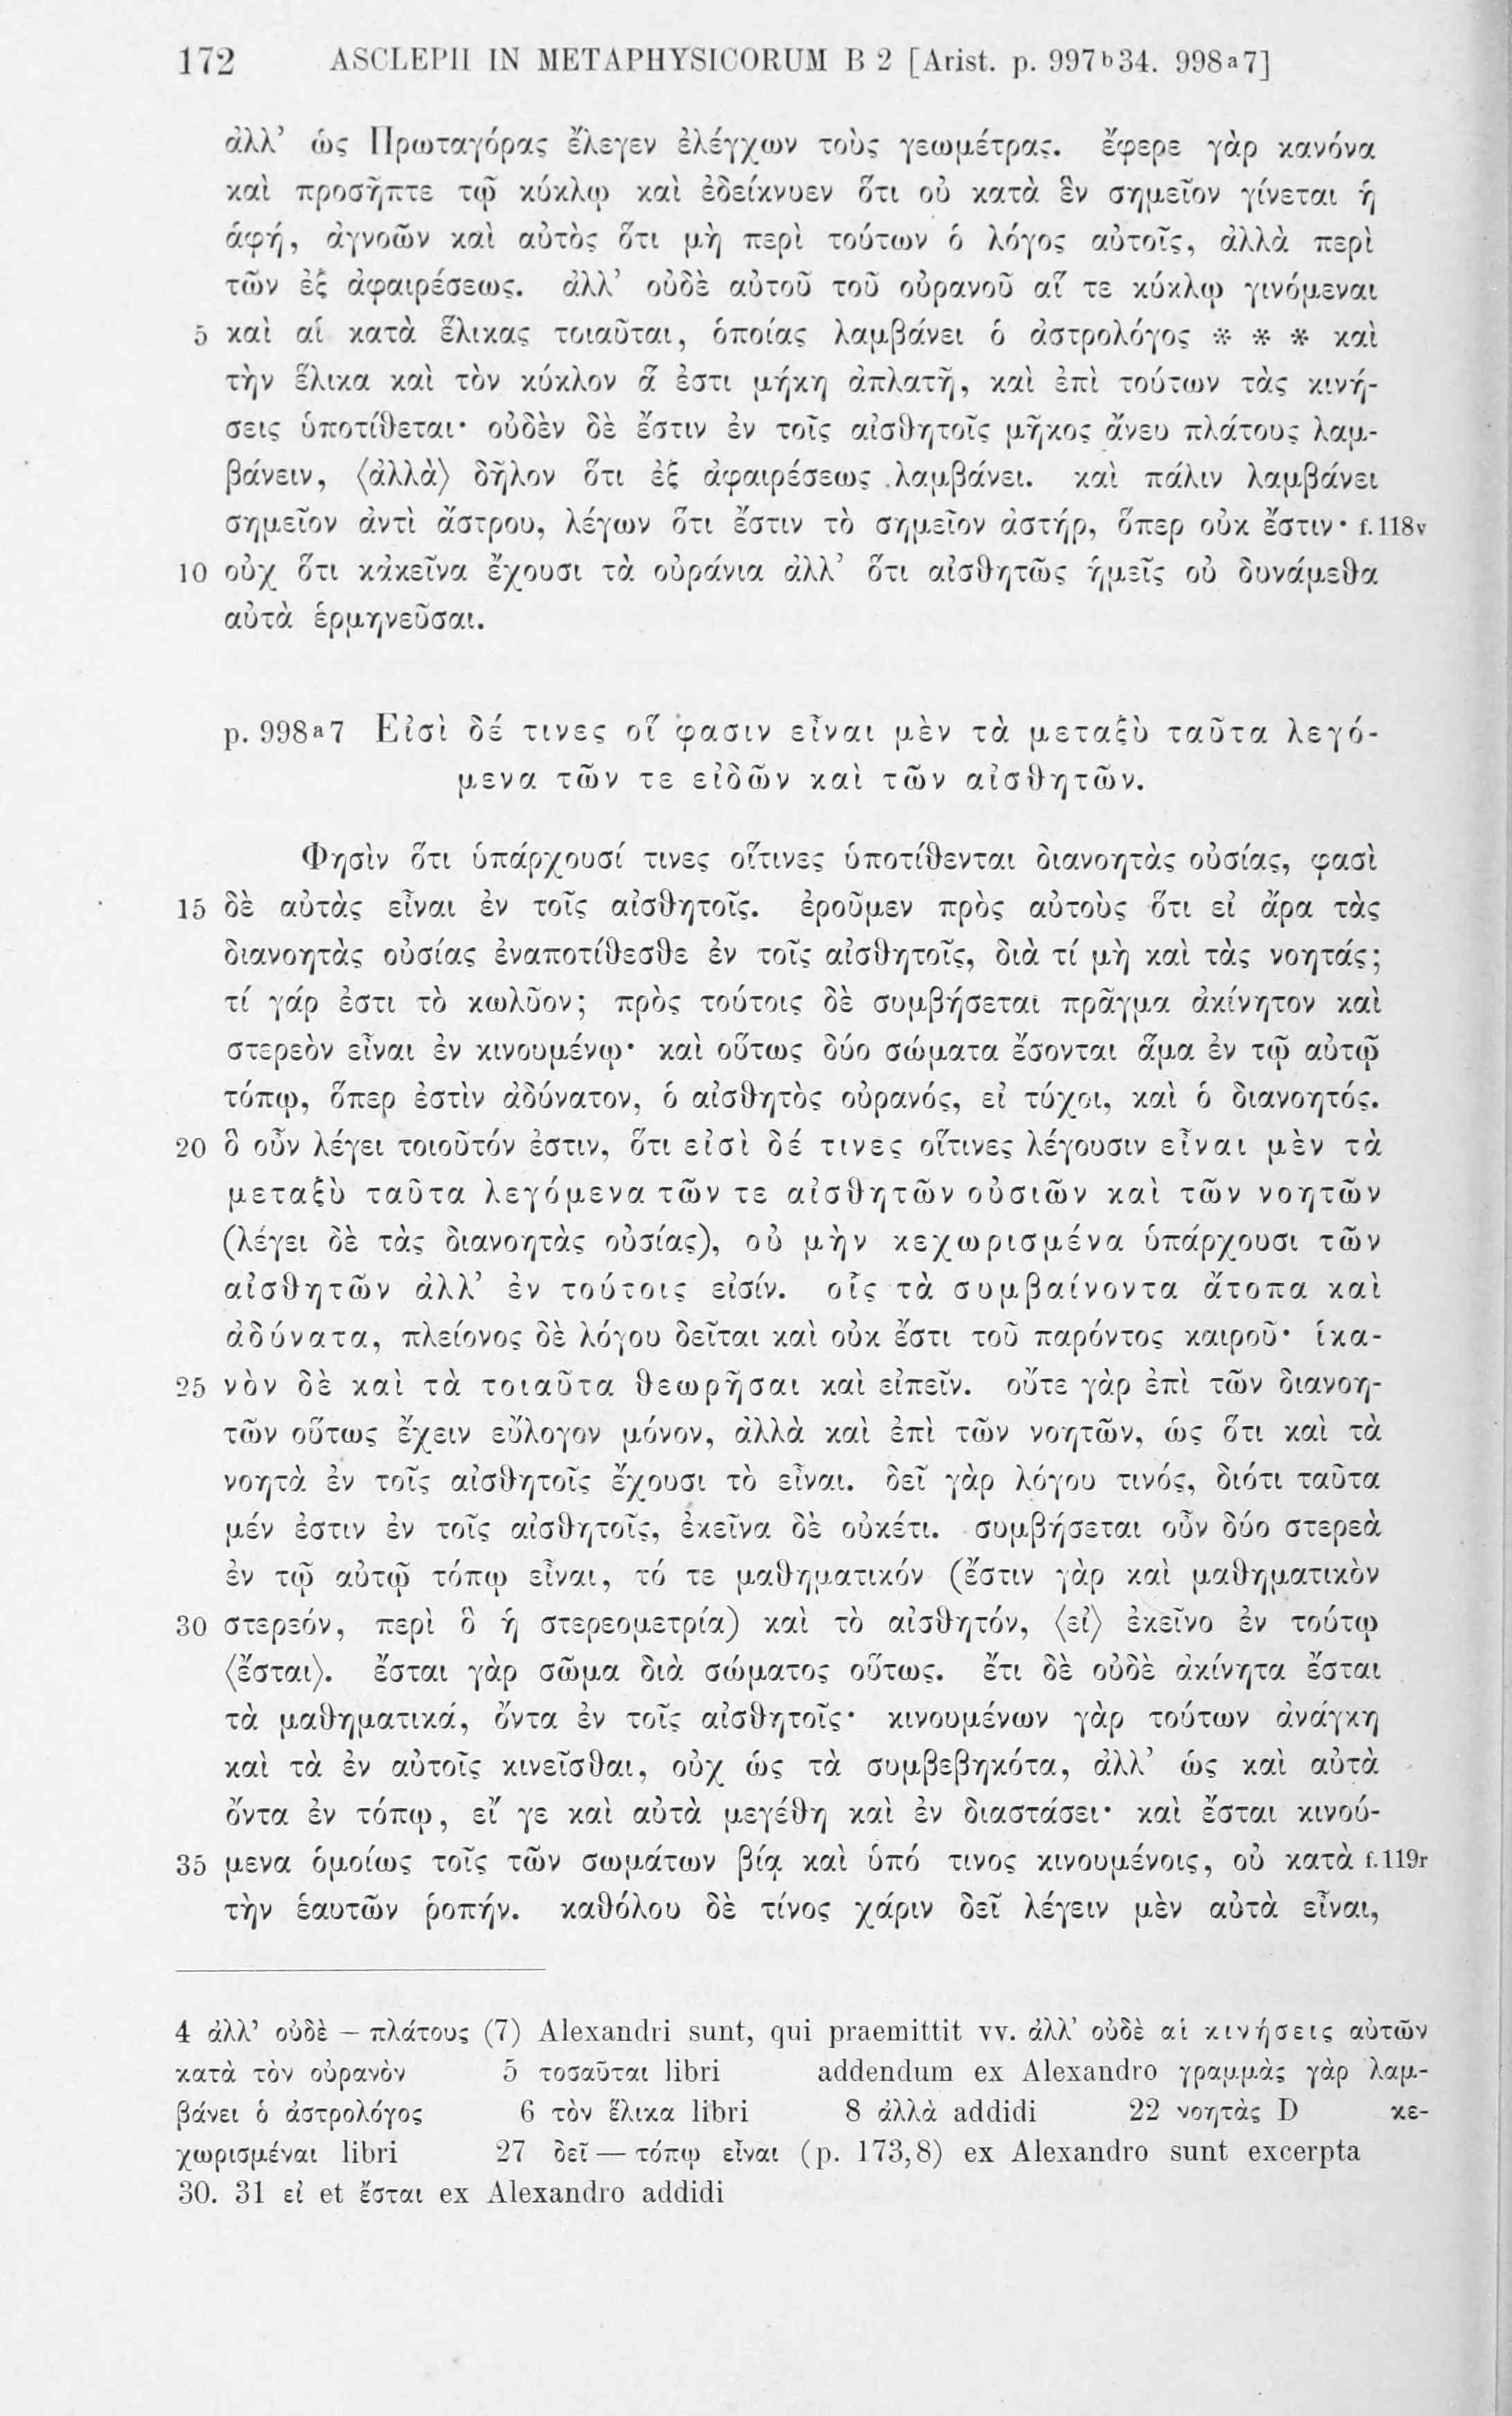 172 ASCLEPII IN METAPHYSICORUM B 2 [Arist. p. 997ᵇ34. 998ᵃ7]
ἀλλ’ ὡς Πρωταγόρας ἔλεγεν ἐλέγχων τοὺς γεωμέτρας. ἔφερε γὰρ κανόνα
καὶ προσῆπτε τῷ κύκλῳ καὶ ἐδείκνυεν ὅτι οὐ κατὰ ἓν σημεῖον γίνεται ἡ
ἁφή, ἀγνοῶν καὶ αὐτὸς ὅτι μὴ περὶ τούτων ὁ λόγος αὐτοῖς, ἀλλὰ περὶ
τῶν ἐξ ἀφαιρέσεως. ἀλλ’ οὐδὲ αὐτοῦ τοῦ οὐρανοῦ αἵ τε κύκλῳ γινόμεναι
5 καὶ αἱ κατὰ ἕλικας τοιαῦται, ὁποίας λαμβάνει ὁ ἀστρολόγος * * * καὶ
τὴν ἕλικα καὶ τὸν κύκλον ἅ ἐστι μήκη ἀπλατῆ, καὶ ἐπὶ τούτων τὰς κινή-
σεις ὑποτίθεται· οὐδὲν δὲ ἔστιν ἐν τοῖς αἰσθητοῖς μῆκος ἄνευ πλάτους λαμ-
βάνειν, ⟨ἀλλὰ⟩ δῆλον ὅτι ἐξ ἀφαιρέσεως λαμβάνει. καὶ πάλιν λαμβάνει
σημεῖον ἀντὶ ἄστρου, λέγων ὅτι ἔστιν τὸ σημεῖον ἀστήρ, ὅπερ οὐκ ἔστιν· f. 118v
10 οὐχ ὅτι κἀκεῖνα ἔχουσι τὰ οὐράνια ἀλλ’ ὅτι αἰσθητῶς ἡμεῖς οὐ δυνάμεθα
αὐτὰ ἑρμηνεῦσαι.
p. 998ᵃ7 Εἰσὶ δέ τινες οἵ φασιν εἶναι μὲν τὰ μεταξὺ ταῦτα λεγό-
μενα τῶν τε εἰδῶν καὶ τῶν αἰσθητῶν.
Φησὶν ὅτι ὑπάρχουσί τινες οἵτινες ὑποτίθενται διανοητὰς οὐσίας, φασὶ
15 δὲ αὐτὰς εἶναι ἐν τοῖς αἰσθητοῖς. ἐροῦμεν πρὸς αὐτοὺς ὅτι εἰ ἄρα τὰς
διανοητὰς οὐσίας ἐναποτίθεσθε ἐν τοῖς αἰσθητοῖς, διὰ τί μὴ καὶ τὰς νοητάς;
τί γάρ ἐστι τὸ κωλῦον; πρὸς τούτοις δὲ συμβήσεται πρᾶγμα ἀκίνητον καὶ
στερεὸν εἶναι ἐν κινουμένῳ· καὶ οὕτως δύο σώματα ἔσονται ἅμα ἐν τῷ αὐτῷ
τόπῳ, ὅπερ ἐστὶν ἀδύνατον, ὁ αἰσθητὸς οὐρανός, εἰ τύχοι, καὶ ὁ διανοητός.
20 ὃ οὖν λέγει τοιοῦτόν ἐστιν, ὅτι εἰσὶ δέ τινες οἵτινες λέγουσιν εἶναι μὲν τὰ
μεταξὺ ταῦτα λεγόμενα τῶν τε αἰσθητῶν οὐσιῶν καὶ τῶν νοητῶν
(λέγει δὲ τὰς διανοητὰς οὐσίας), οὐ μὴν κεχωρισμένα ὑπάρχουσι τῶν
αἰσθητῶν ἀλλ’ ἐν τούτοις εἰσίν. οἷς τὰ συμβαίνοντα ἄτοπα καὶ
ἀδύνατα, πλείονος δὲ λόγου δεῖται καὶ οὐκ ἔστι τοῦ παρόντος καιροῦ· ἱκα-
25 νὸν δὲ καὶ τὰ τοιαῦτα θεωρῆσαι καὶ εἰπεῖν. οὔτε γὰρ ἐπὶ τῶν διανοη-
τῶν οὕτως ἔχειν εὔλογον μόνον, ἀλλὰ καὶ ἐπὶ τῶν νοητῶν, ὡς ὅτι καὶ τὰ
νοητὰ ἐν τοῖς αἰσθητοῖς ἔχουσι τὸ εἶναι. δεῖ γὰρ λόγου τινός, διότι ταῦτα
μέν ἐστιν ἐν τοῖς αἰσθητοῖς, ἐκεῖνα δὲ οὐκέτι. συμβήσεται οὖν δύο στερεὰ
ἐν τῷ αὐτῷ τόπῳ εἶναι, τό τε μαθηματικόν (ἔστιν γὰρ καὶ μαθηματικὸν
30 στερεόν, περὶ ὃ ἡ στερεομετρία) καὶ τὸ αἰσθητόν, ⟨εἰ⟩ ἐκεῖνο ἐν τούτῳ
⟨ἔσται⟩. ἔσται γὰρ σῶμα διὰ σώματος οὕτως. ἔτι δὲ οὐδὲ ἀκίνητα ἔσται
τὰ μαθηματικά, ὄντα ἐν τοῖς αἰσθητοῖς· κινουμένων γὰρ τούτων ἀνάγκη
καὶ τὰ ἐν αὐτοῖς κινεῖσθαι, οὐχ ὡς τὰ συμβεβηκότα, ἀλλ’ ὡς καὶ αὐτὰ
ὄντα ἐν τόπῳ, εἴ γε καὶ αὐτὰ μεγέθη καὶ ἐν διαστάσει· καὶ ἔσται κινού-
35 μενα ὁμοίως τοῖς τῶν σωμάτων βίᾳ καὶ ὑπό τινος κινουμένοις, οὐ κατὰ f. 119r
τὴν ἑαυτῶν ῥοπήν. καθόλου δὲ τίνος χάριν δεῖ λέγειν μὲν αὐτὰ εἶναι,
4 ἀλλ’ οὐδὲ — πλάτους (7) Alexandri sunt, qui praemittit vv. ἀλλ’ οὐδὲ αἱ κινήσεις αὐτῶν
κατὰ τὸν οὐρανὸν 5 τοσαῦται libri addendum ex Alexandro γραμμὰς γὰρ λαμ-
βάνει ὁ ἀστρολόγος 6 τὸν ἕλικα libri 8 ἀλλὰ addidi 22 νοητὰς D κε-
χωρισμέναι libri 27 δεῖ — τόπῳ εἶναι (p. 173,8) ex Alexandro sunt excerpta
30. 31 εἰ et ἔσται ex Alexandro addidi